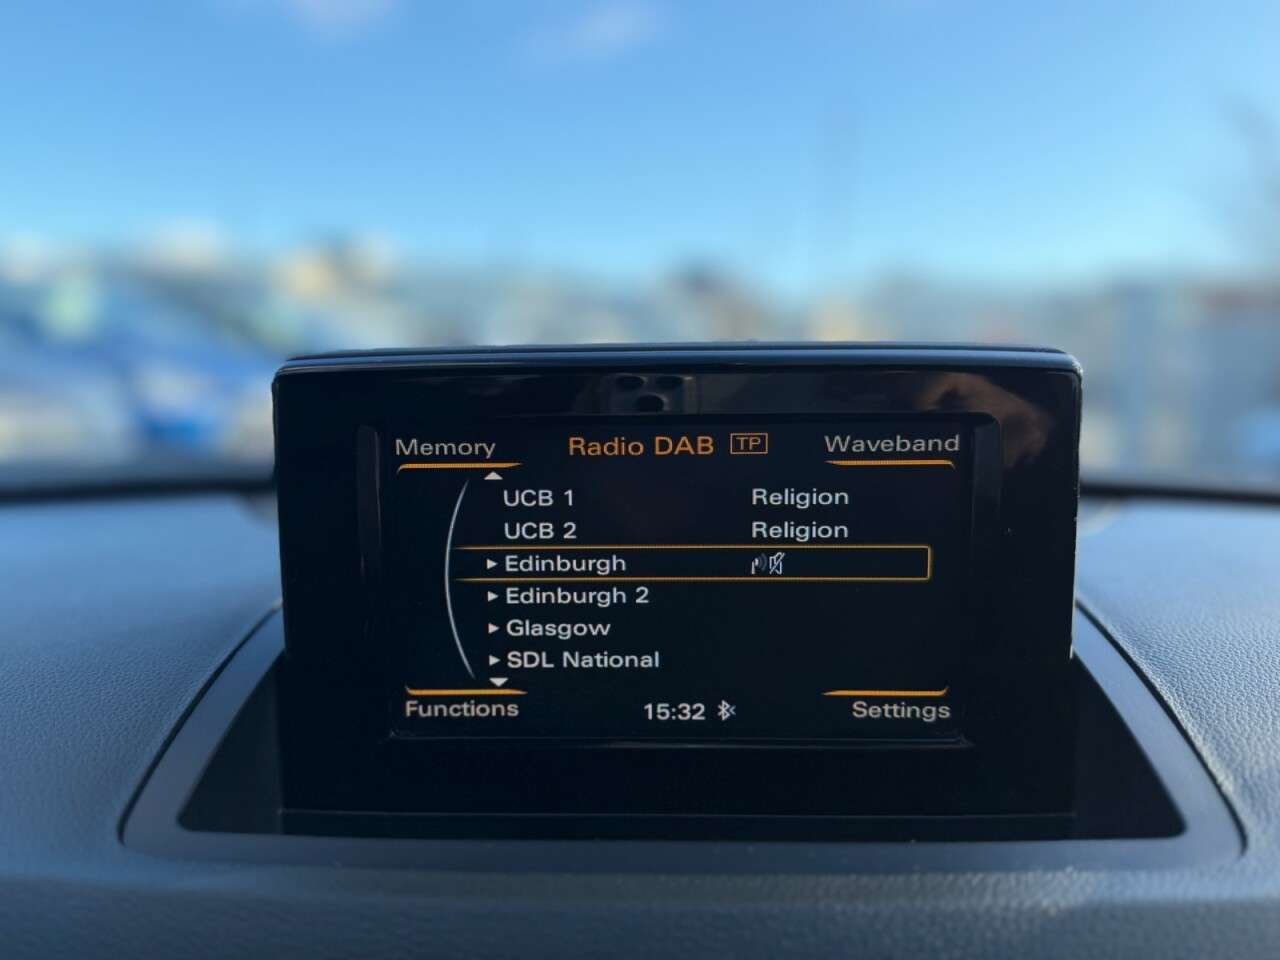 Memory Radio DAB TP Waveband
UCB 1 Religion
UCB 2 Religion
Edinburgh
Edinburgh 2
Glasgow
SDL National
Functions 15:32 Settings